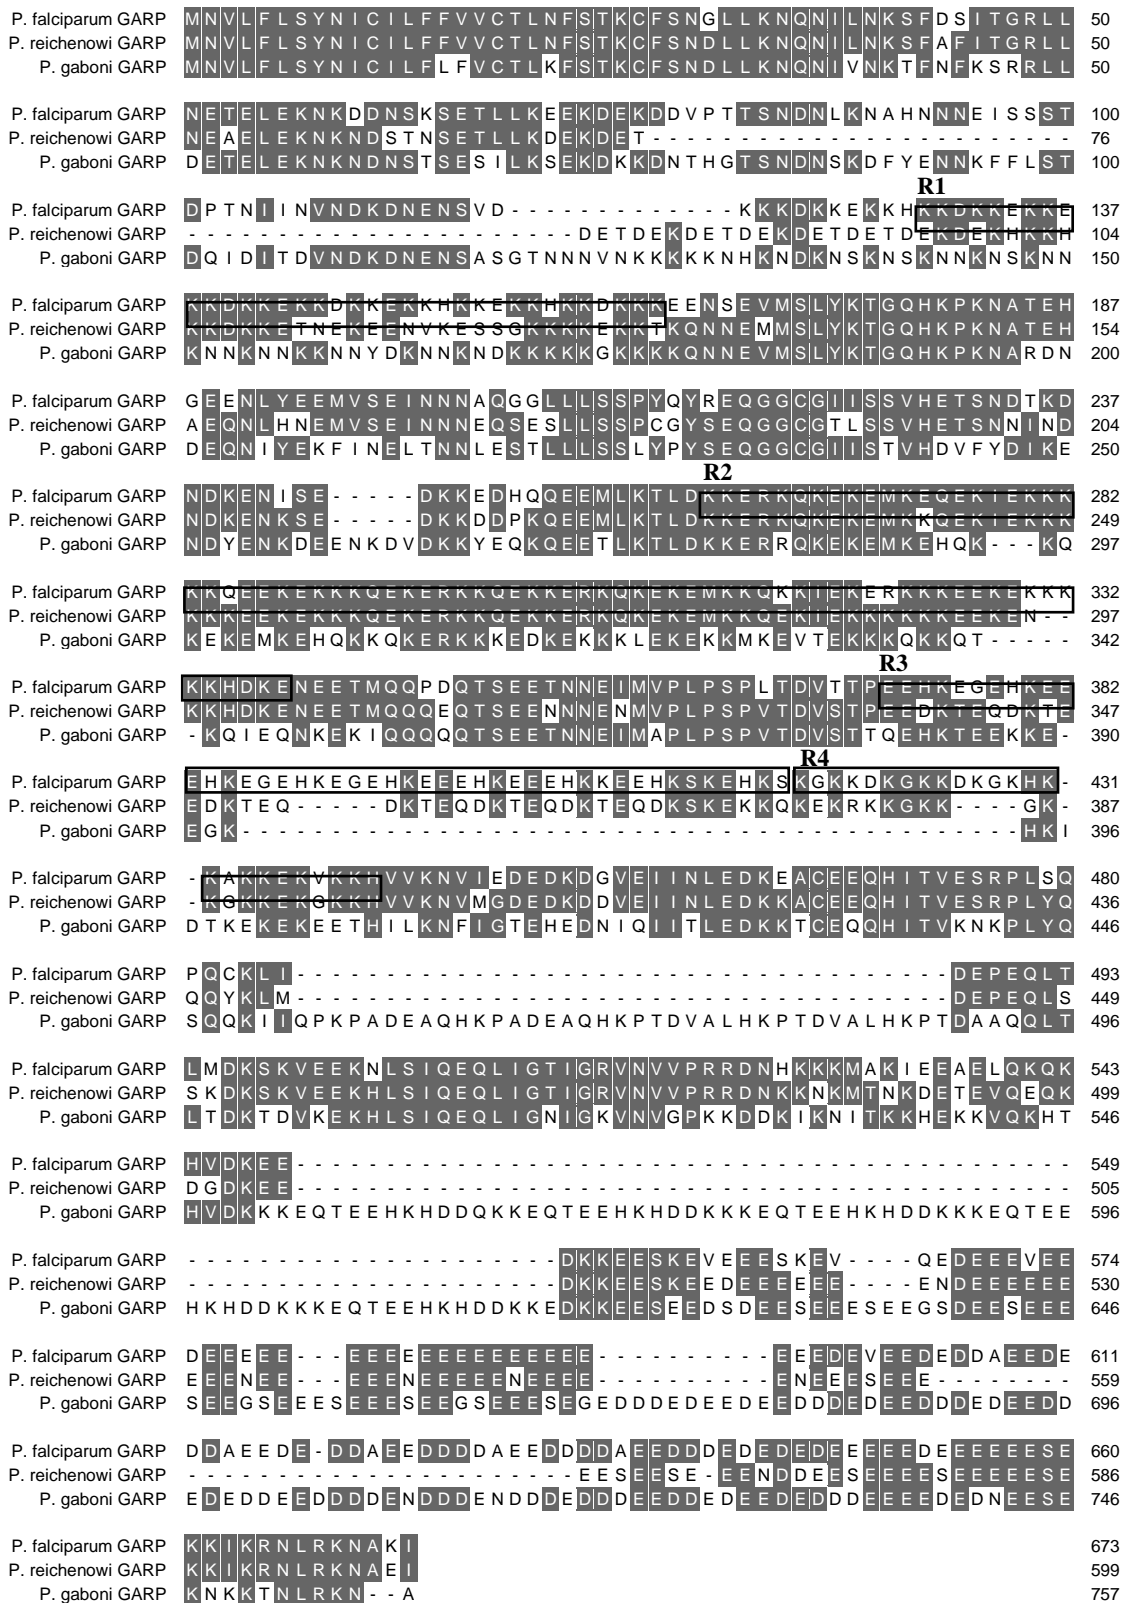 P. falciparum GARP MNVLFLSYNICILFFVVCTLNFSTKCFSNGLLKNQNILNKSFDSITGRLL 50
P. reichenowi GARP MNVLFLSYNICILFFVVCTLNFSTKCFSNDLLKNQNILNKSFAFITGRLL 50
P. gaboni GARP MNVLFLSYNICILFLFVCTLKFSTKCFSNDLLKNQNIVNKTFNFKSRRLL 50
P. falciparum GARP NETELEKNKDDNSKSETLLKEEKDEKDDVPTTSNDNLKNAHNNNEISSST 100
P. reichenowi GARP NEAELEKNKNDSTNSETLLKDEKDET------------------------ 76
P. gaboni GARP DETELEKNKNDNSTSESILKSEKDKKDNTHGTSNDNSKDFYENNKFFLST 100
R1
P. falciparum GARP DPTNIINVNDKDNENSVD-------------KKKDKKEKKHKKDKKEKKE 137
P. reichenowi GARP ----------------------DETDEKDETDEKDETDETDEKDEKHKKH 104
P. gaboni GARP DQIDITDVNDKDNENSASGTNNNVNKKKKKNHKNDKNSKNSKNNKNSKNN 150
P. falciparum GARP KKDKKEKKDKKEKKHKKEKKHKKDKKKEENSEVMSLYKTGQHKPKNATEH 187
P. reichenowi GARP KKDKKETNEKEENVKESSGKKKKEKKTKQNNEMMSLYKTGQHKPKNATEH 154
P. gaboni GARP KNNKNNKKNNYDKNNKNDKKKKKGKKKKQNNEVMSLYKTGQHKPKNARDN 200
P. falciparum GARP GEENLYEEMVSEINNNAQGGLLLSSPYQYREQGGCGIISSVHETSNDTKD 237
P. reichenowi GARP AEQNLHNEMVSEINNNEQSESLLSSPCGYSEQGGCGTLSSVHETSNNIND 204
P. gaboni GARP DEQNIYEKFINELTNNLESTLLLSSLYPYSEQGGCGIISTVHDVFYDIKE 250
R2
P. falciparum GARP NDKENISE-----DKKEDHQQEEMLKTLDKKERKQKEKEMKEQEKIEKKK 282
P. reichenowi GARP NDKENKSE-----DKKDDPKQEEMLKTLDKKERKQKEKEMKKQEKIEKKK 249
P. gaboni GARP NDYENKDEENKDVDKKYEQKQEETLKTLDKKERRQKEKEMKEHQK---KQ 297
P. falciparum GARP KKQEEKEKKKQEKERKKQEKKERKQKEKEMKKQKKIEKERKKKEEKEKKK 332
P. reichenowi GARP KKKEEKEKKKQEKERKKQEKKERKQKEKEMKKQEKIEKEKKKKEEKEN-- 297
P. gaboni GARP KEKEMKEHQKKQKERKKKEDKEKKKLEKEKKMKEVTEKKKQKKQT----- 342
R3
P. falciparum GARP KKHDKENEETMQQPDQTSEETNNEIMVPLPSPLTDVTTPEEHKEGEHKEE 382
P. reichenowi GARP KKHDKENEETMQQQEQTSEENNNENMVPLPSPVTDVSTPEEDKTEQDKTE 347
P. gaboni GARP -KQIEQNKEKIQQQQQTSEETNNEIMAPLPSPVTDVSTTQEHKTEEKKE- 390
R4
P. falciparum GARP EHKEGEHKEGEHKEEEHKEEEHKKEEHKSKEHKSKGKKDKGKKDKGKHK- 431
P. reichenowi GARP EDKTEQ-----DKTEQDKTEQDKTEQDKSKEKKQKEKRKKGKK----GK- 387
P. gaboni GARP EGK--------------------------------------------HKI 396
P. falciparum GARP -KAKKEKVKKHVVKNVIEDEDKDGVEIINLEDKEACEEQHITVESRPLSQ 480
P. reichenowi GARP -KGKKEKGKKHVVKNVMGDEDKDDVEIINLEDKKACEEQHITVESRPLYQ 436
P. gaboni GARP DTKEKEKEETHILKNFIGTEHEDNIQIITLEDKKTCEQQHITVKNKPLYQ 446
P. falciparum GARP PQCKLI-------------------------------------DEPEQLT 493
P. reichenowi GARP QQYKLM-------------------------------------DEPEQLS 449
P. gaboni GARP SQQKIIQPKPADEAQHKPADEAQHKPTDVALHKPTDVALHKPTDAAQQLT 496
P. falciparum GARP LMDKSKVEEKNLSIQEQLIGTIGRVNVVPRRDNHKKKMAKIEEAELQKQK 543
P. reichenowi GARP SKDKSKVEEKHLSIQEQLIGTIGRVNVVPRRDNKKNKMTNKDETEVQEQK 499
P. gaboni GARP LTDKTDVKEKHLSIQEQLIGNIGKVNVGPKKDDKIKNITKKHEKKVQKHT 546
P. falciparum GARP HVDKEE-------------------------------------------- 549
P. reichenowi GARP DGDKEE-------------------------------------------- 505
P. gaboni GARP HVDKKKKEQTEEHKHDDQKKEQTEEHKHDDKKKKEQTEEHKHDDKKKEQTEE 596
P. falciparum GARP ---------------------DKKEESKEVEEESKEV----QEDEEEVEE 574
P. reichenowi GARP ---------------------DKKEESKEEDEEEEEE----ENDEEEEEE 530
P. gaboni GARP HKHDDKKKEQTEEHKHDDKKEDKKEESEEDSDEESEEESEEGSDEESEEE 646
P. falciparum GARP DEEEEE---EEEEEEEEEEEEEE----------EEEDEVEEDEDDAEEDE 611
P. reichenowi GARP EEENEE---EEENEEEEENEEEE----------ENEEESEEE-------- 559
P. gaboni GARP SEEGSEEESEEESEEGSEEESEGEDDDEDEEDEEDDDEDEEDDDEDEEDD 696
P. falciparum GARP DDAEEDE-DDAEEDDDDAEEDDDDAEEDDDEDEDEDEEEEEDEEEEEESE 660
P. reichenowi GARP ----------------------EESEESE-EENDDEESEEEESEEEEESE 586
P. gaboni GARP EDEDDEEDDDDENDDDENDDDEDDDEEDDEDEEDEDDDEEEEDEDNEESE 746
P. falciparum GARP KKIKRNLRKNAKI 673
P. reichenowi GARP KKIKRNLRKNAEI 599
P. gaboni GARP KNKKTNLRKN--A 757